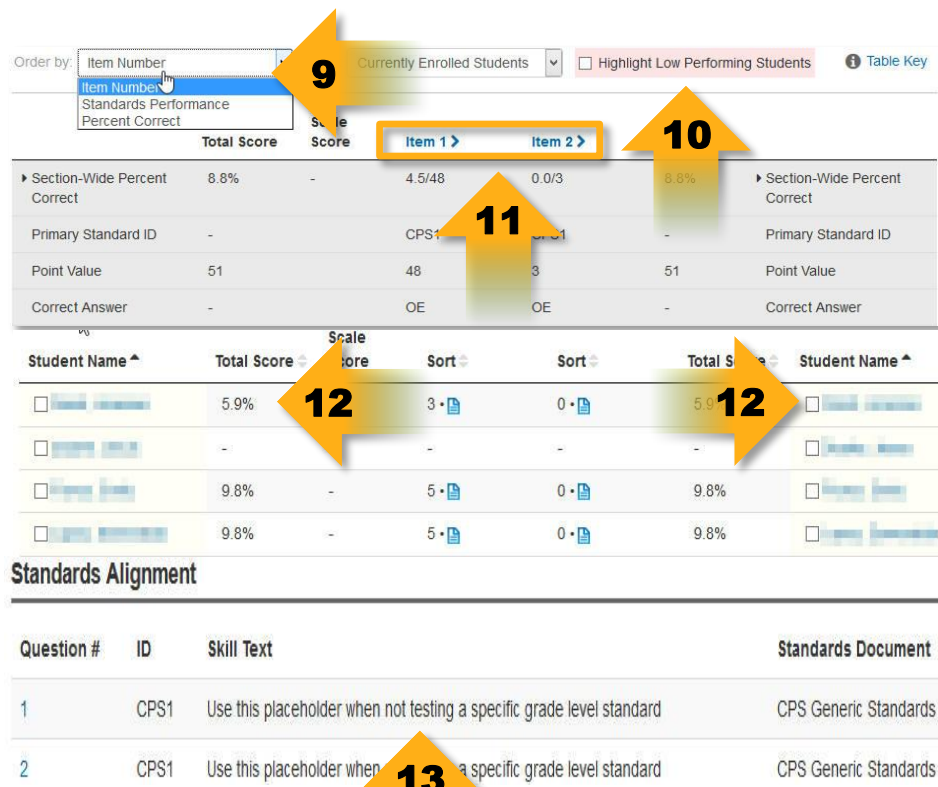 Order by: Item Number 9 Currently Enrolled Students Highlight Low Performing Students Table Key
Item Number
Standards Performance
Percent Correct
10
Total Score Scale Score Item 1 Item 2
Section-Wide Percent Correct 8.8% - 4.5/48 0.0/3 8.8% Section-Wide Percent Correct
11
Primary Standard ID - CPS1 CPS1 - Primary Standard ID
Point Value 51 48 3 51 Point Value
Correct Answer - OE OE - Correct Answer
Student Name Total Score Scale Score Sort Sort Total Score Student Name
5.9% 12 3 • 0 • 5.9% 12
- - - -
9.8% - 5 • 0 • 9.8%
9.8% - 5 • 0 • 9.8%
Standards Alignment
Question # ID Skill Text Standards Document
1 CPS1 Use this placeholder when not testing a specific grade level standard CPS Generic Standards
2 CPS1 Use this placeholder when a specific grade level standard CPS Generic Standards
13